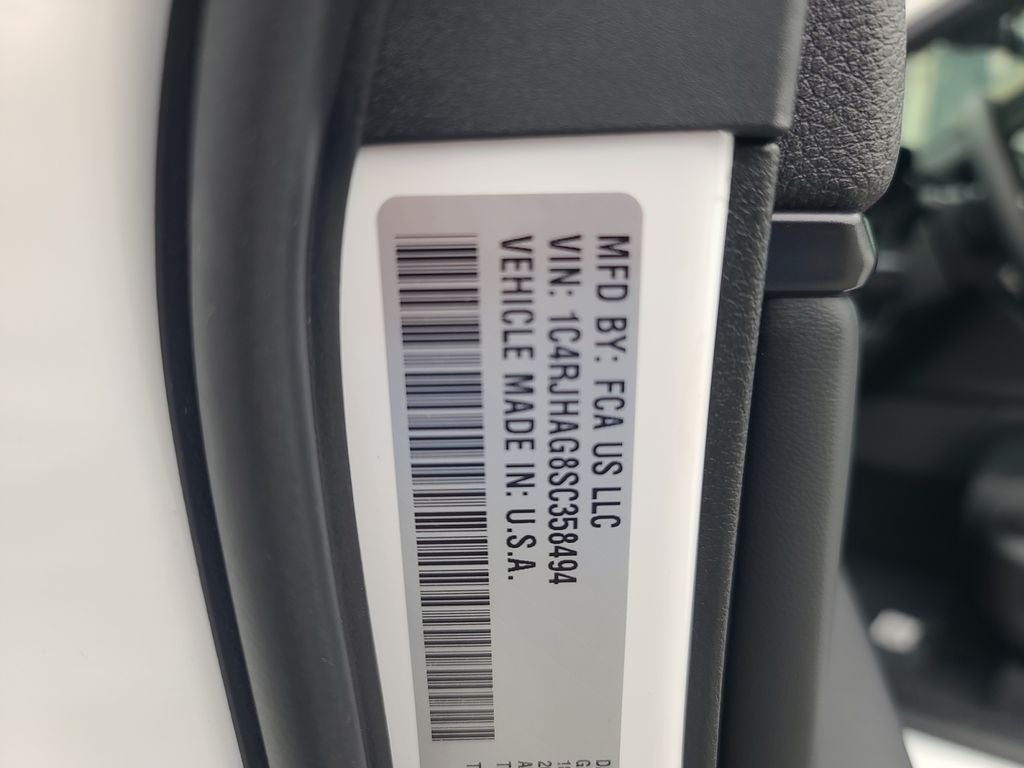 MFD BY: FCA US LLC
VIN: 1C4RJHAG8SC358494
VEHICLE MADE IN: U.S.A.